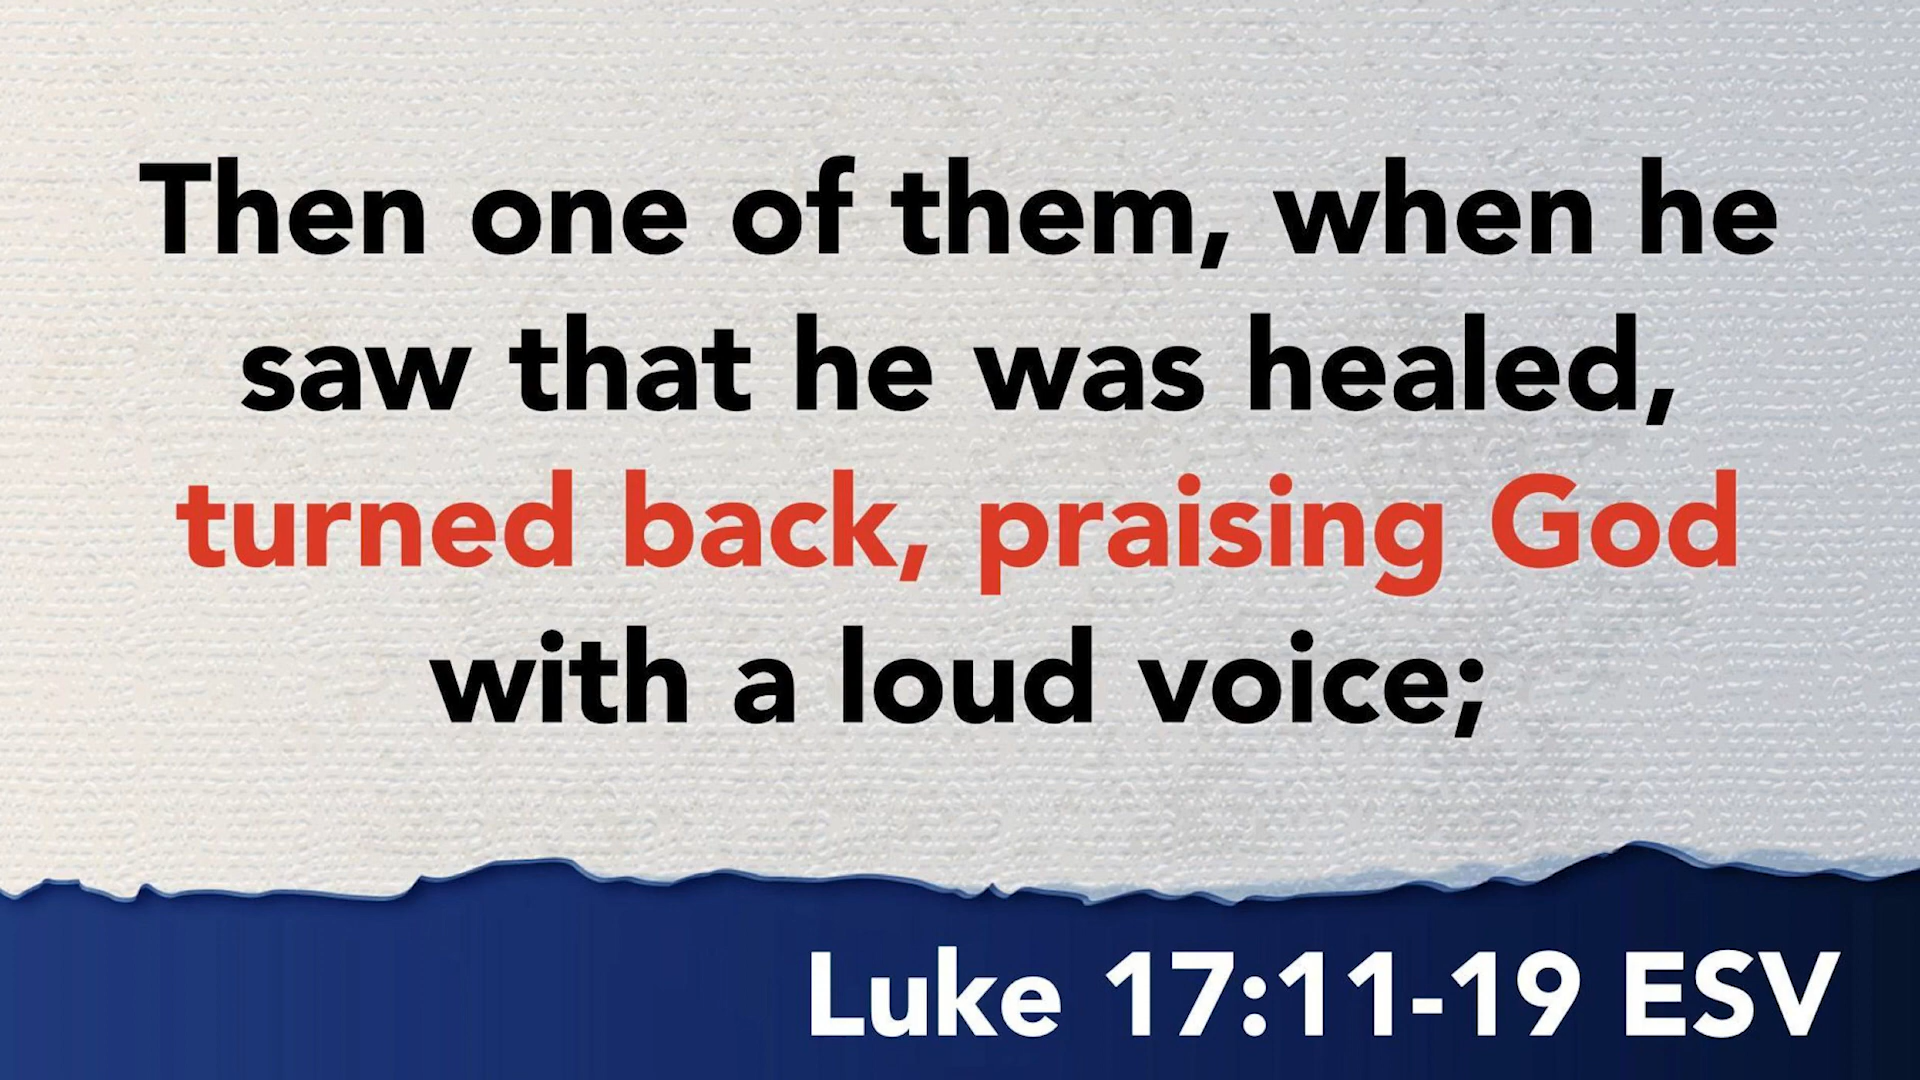 Then one of them, when he
saw that he was healed,
turned back, praising God
with a loud voice;
Luke 17:11-19 ESV